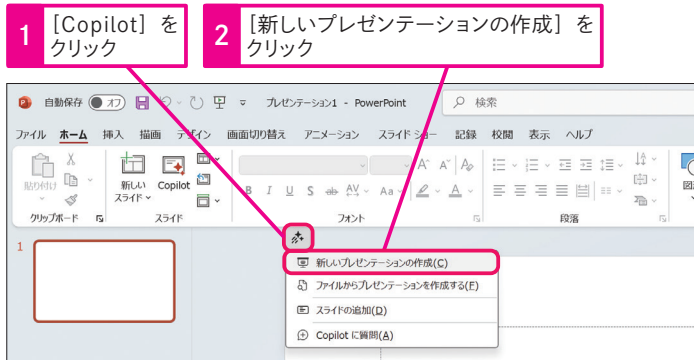 1
[Copilot] を
クリック
2
[新しいプレゼンテーションの作成] を
クリック
自動保存
オフ
プレゼンテーション1 - PowerPoint
検索
ファイル ホーム 挿入 描画 デザイン 画面切り替え アニメーション スライド ショー 記録 校閲 表示 ヘルプ
貼り付け
新しい
スライド
Copilot
B I U S ab AV Aa A
A^ A˅ A
クリップボード
スライド
フォント
段落
1
新しいプレゼンテーションの作成(C)
ファイルからプレゼンテーションを作成する(F)
スライドの追加(D)
Copilot に質問(A)